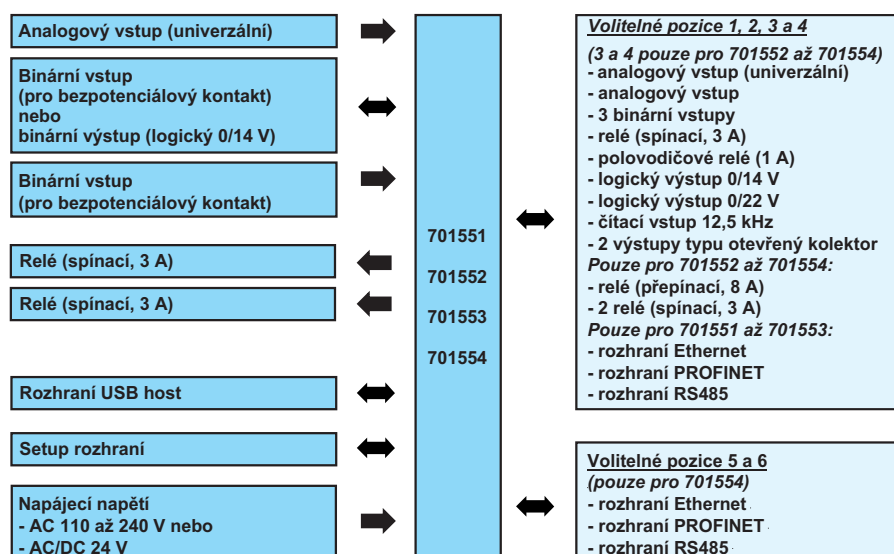 Analogový vstup (univerzální)
Binární vstup
(pro bezpotenciálový kontakt)
nebo
binární výstup (logický 0/14 V)
Binární vstup
(pro bezpotenciálový kontakt)
Relé (spínací, 3 A)
Relé (spínací, 3 A)
Rozhraní USB host
Setup rozhraní
Napájecí napětí
- AC 110 až 240 V nebo
- AC/DC 24 V
701551
701552
701553
701554
Volitelné pozice 1, 2, 3 a 4
(3 a 4 pouze pro 701552 až 701554)
- analogový vstup (univerzální)
- analogový vstup
- 3 binární vstupy
- relé (spínací, 3 A)
- polovodičové relé (1 A)
- logický výstup 0/14 V
- logický výstup 0/22 V
- čítací vstup 12,5 kHz
- 2 výstupy typu otevřený kolektor
Pouze pro 701552 až 701554:
- relé (přepínací, 8 A)
- 2 relé (spínací, 3 A)
Pouze pro 701551 až 701553:
- rozhraní Ethernet
- rozhraní PROFINET
- rozhraní RS485
Volitelné pozice 5 a 6
(pouze pro 701554)
- rozhraní Ethernet
- rozhraní PROFINET
- rozhraní RS485